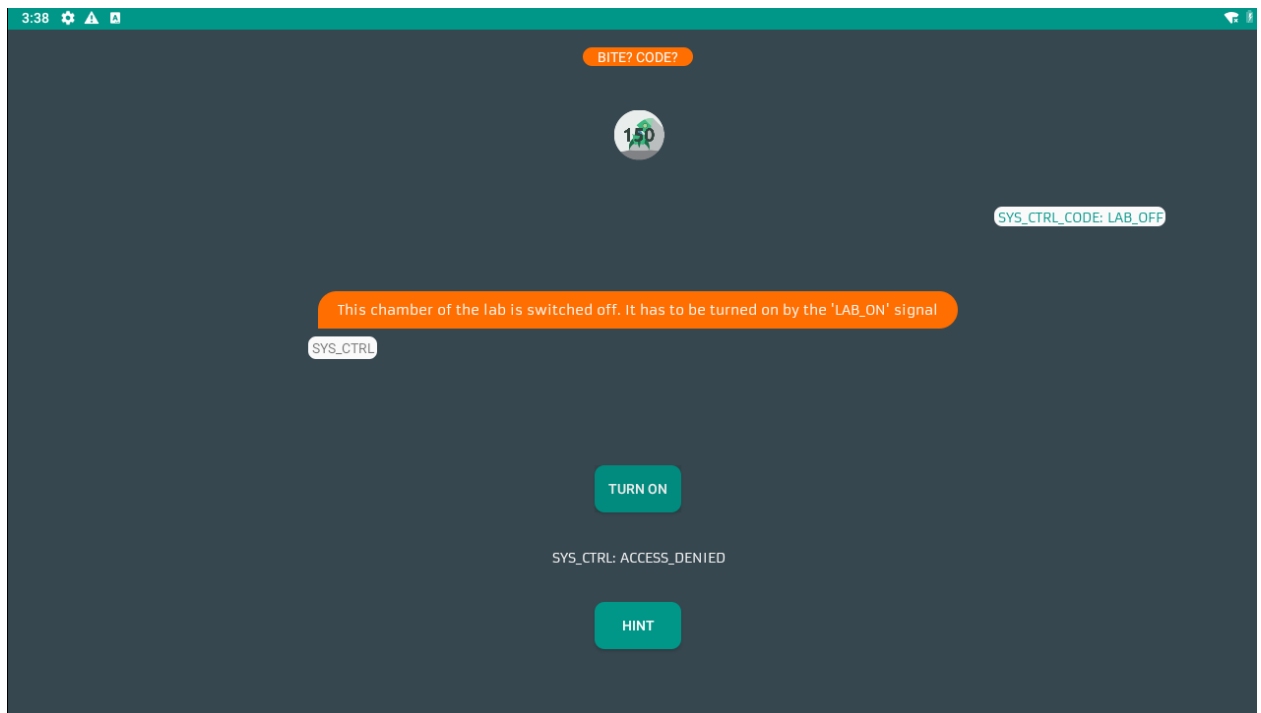 3:38
BITE? CODE?
150
SYS_CTRL_CODE: LAB_OFF
This chamber of the lab is switched off. It has to be turned on by the 'LAB_ON' signal
SYS_CTRL
TURN ON
SYS_CTRL: ACCESS_DENIED
HINT